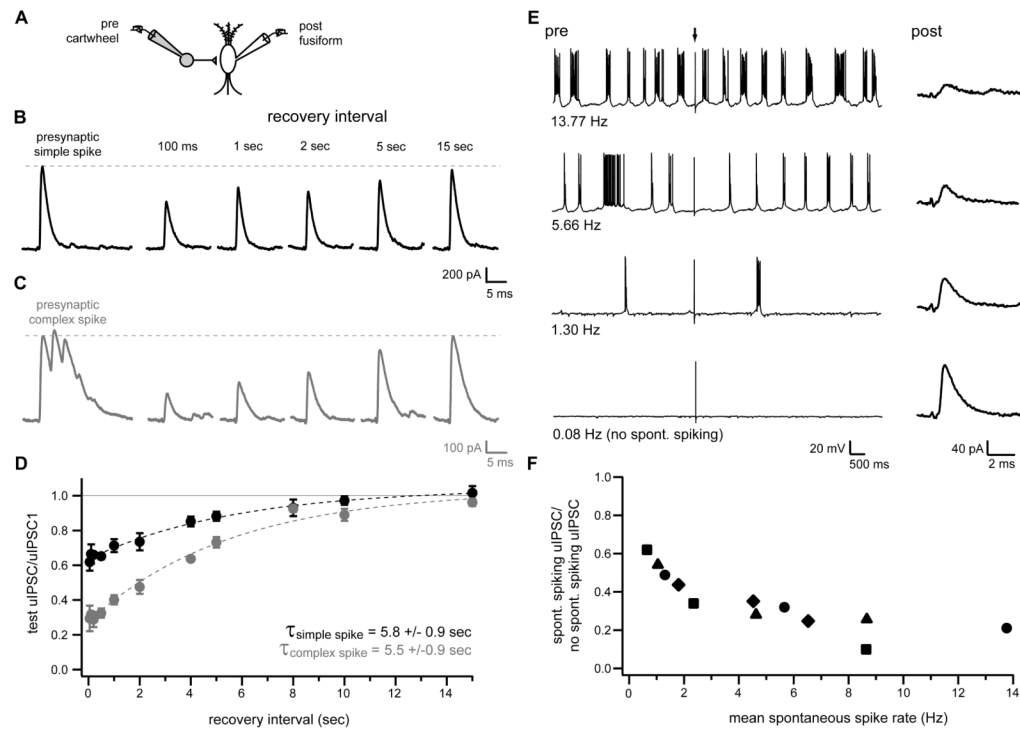 A
pre
cartwheel
post
fusiform
B
recovery interval
presynaptic
simple spike
100 ms
1 sec
2 sec
5 sec
15 sec
200 pA
5 ms
C
presynaptic
complex spike
100 pA
5 ms
D
test uIPSC/uIPSC1
1.0
0.8
0.6
0.4
0.2
0.0
τsimple spike = 5.8 +/- 0.9 sec
τcomplex spike = 5.5 +/-0.9 sec
0
2
4
6
8
10
12
14
recovery interval (sec)
E
pre
post
13.77 Hz
5.66 Hz
1.30 Hz
0.08 Hz (no spont. spiking)
20 mV
500 ms
40 pA
2 ms
F
spont. spiking uIPSC/
no spont. spiking uIPSC
1.0
0.8
0.6
0.4
0.2
0.0
0
2
4
6
8
10
12
14
mean spontaneous spike rate (Hz)